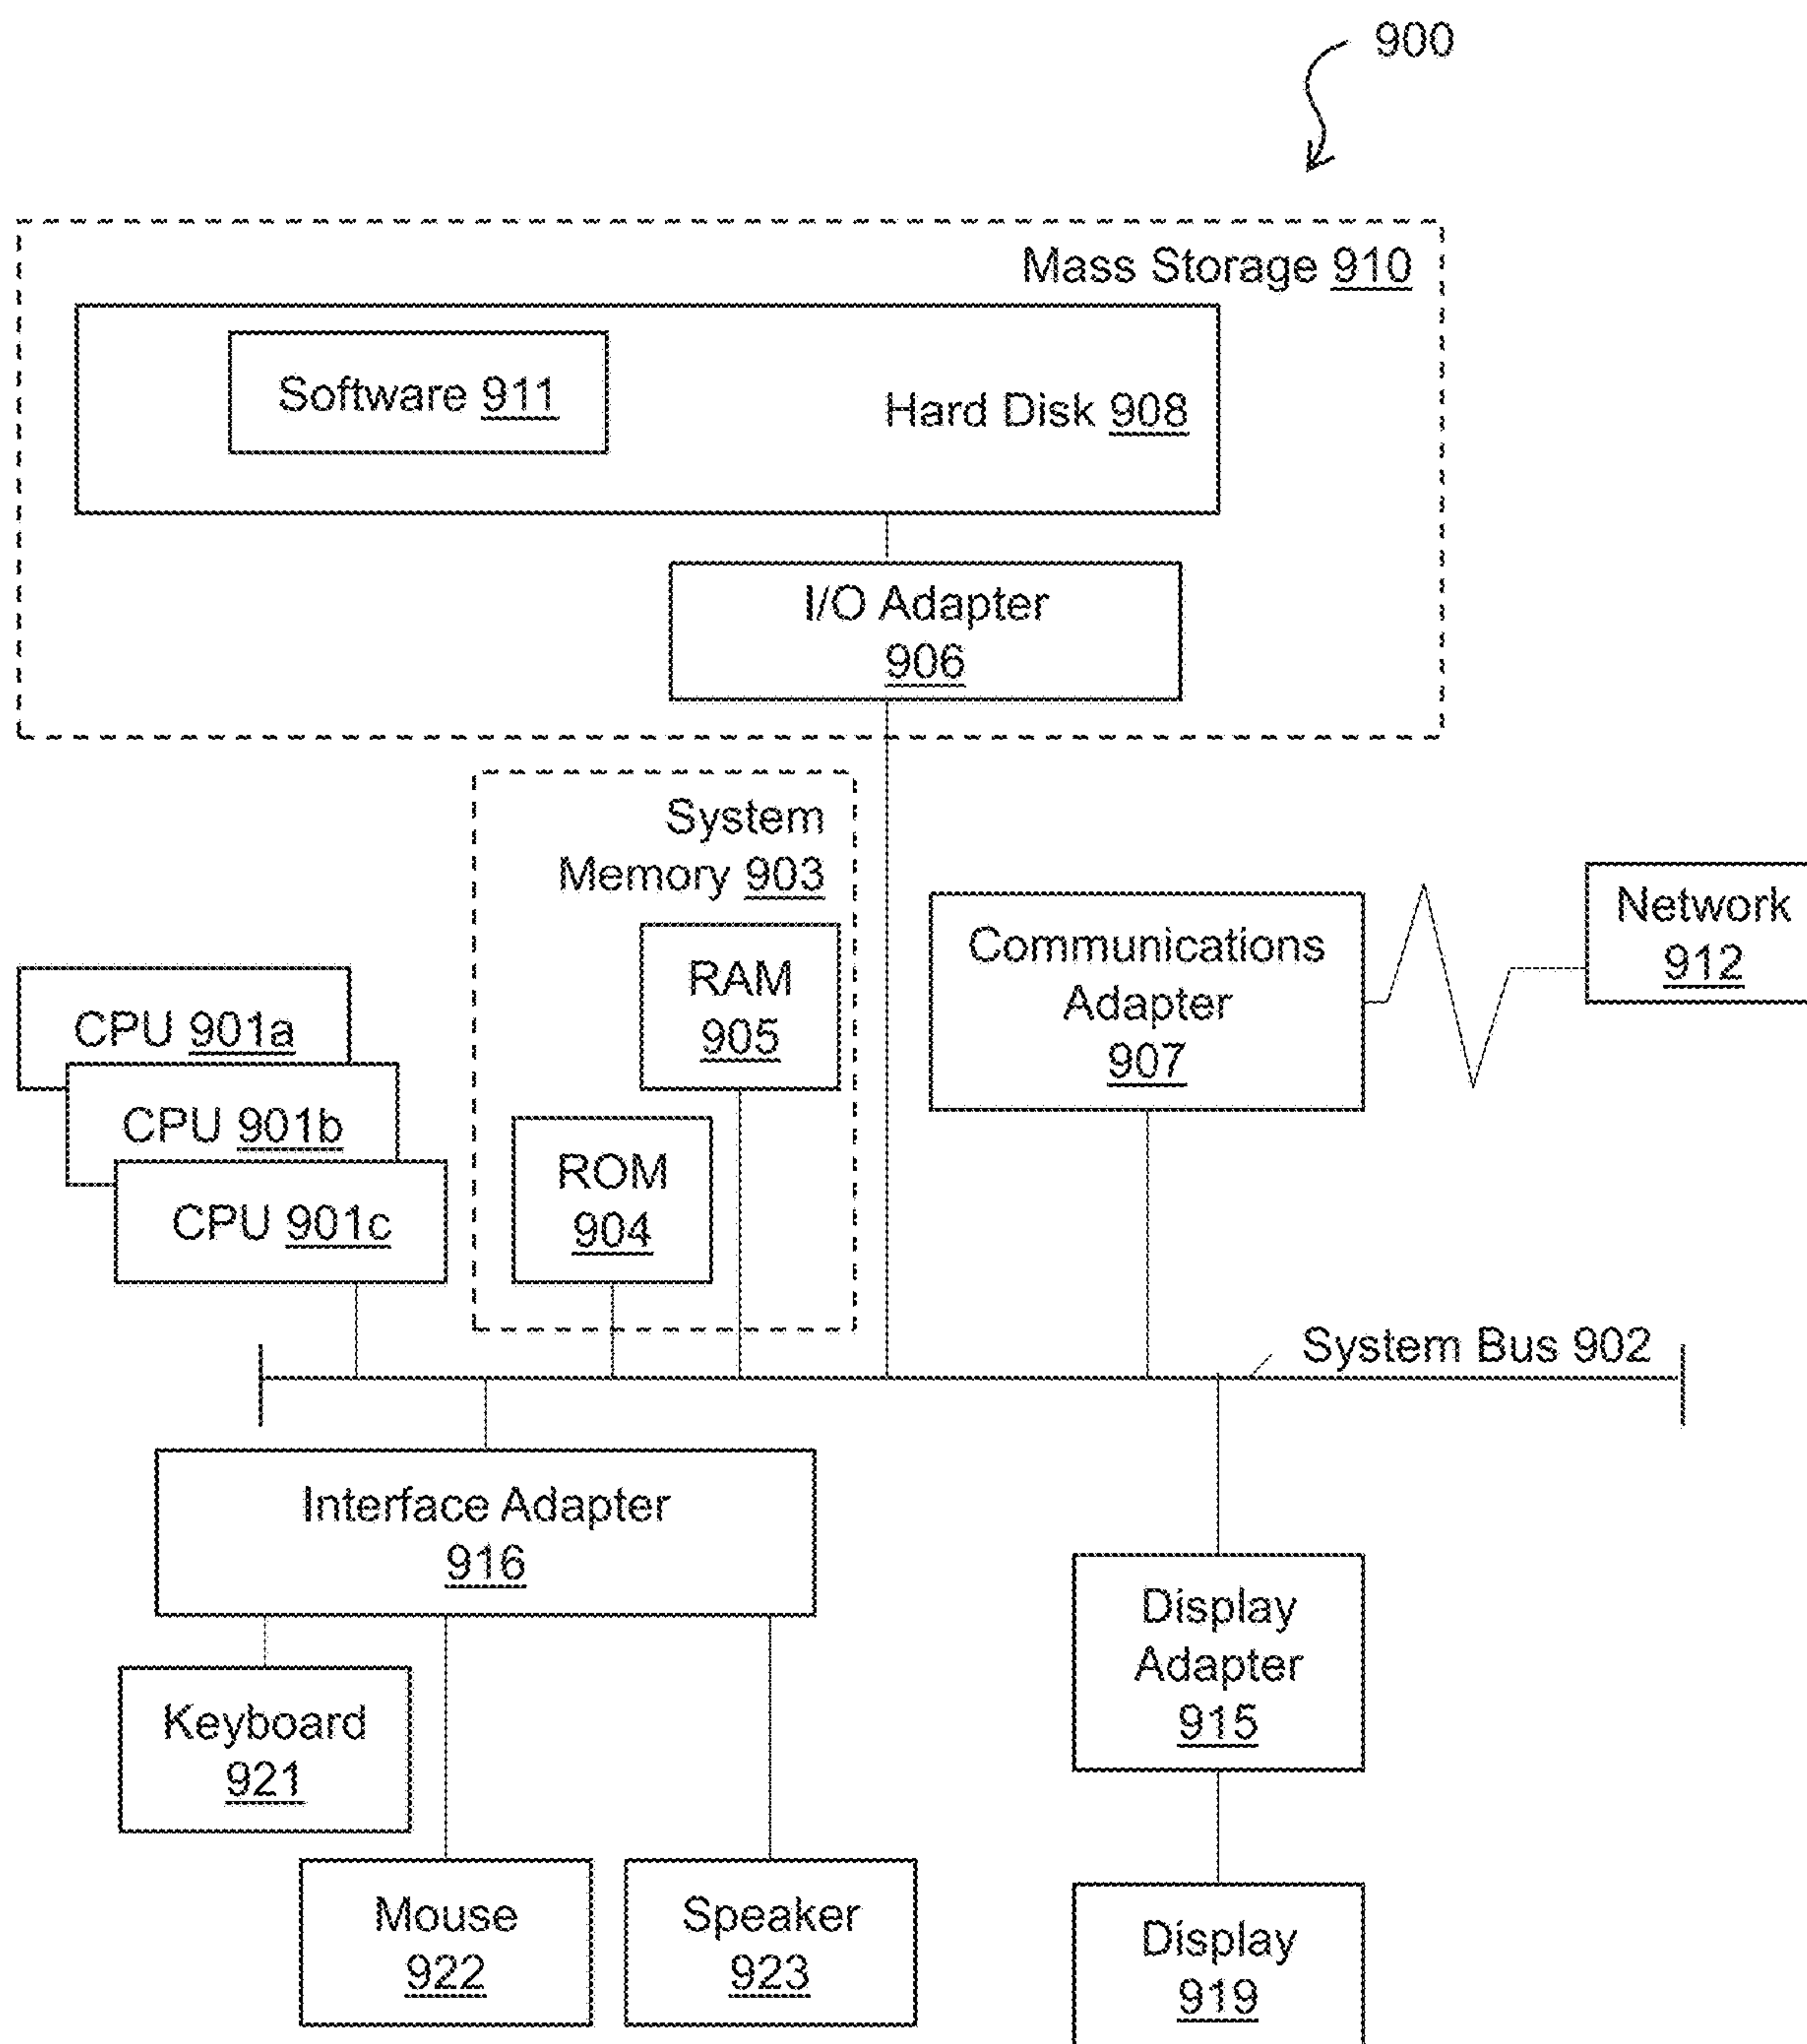 900
Mass Storage 910
Software 911
Hard Disk 908
I/O Adapter
906
System
Memory 903
RAM
905
ROM
904
CPU 901a
CPU 901b
CPU 901c
Communications
Adapter
907
Network
912
System Bus 902
Interface Adapter
916
Keyboard
921
Mouse
922
Speaker
923
Display
Adapter
915
Display
919